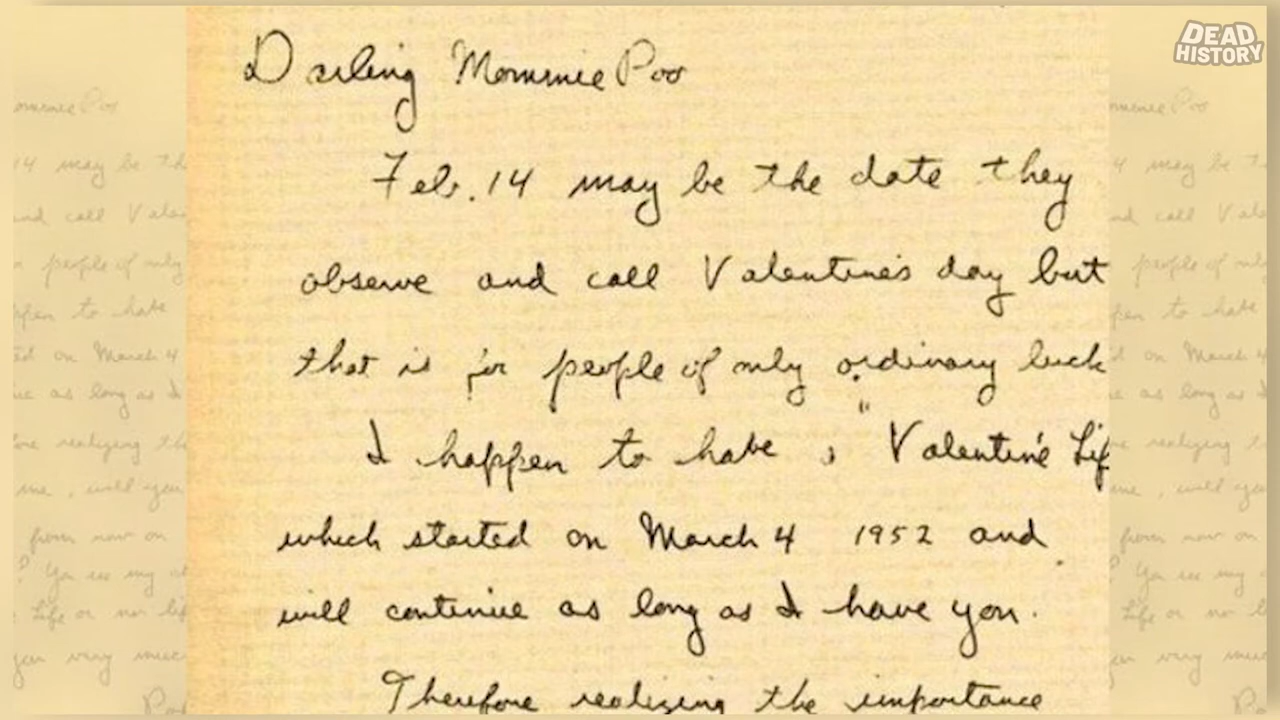 DEAD
HISTORY
Darling Mommie Poo
Feb. 14 may be the date they
observe and call Valentine's day but
that is for people of only ordinary luck
I happen to have a "Valentine Lif
which started on March 4 1952 and
will continue as long as I have you.
Therefore realizing the importance